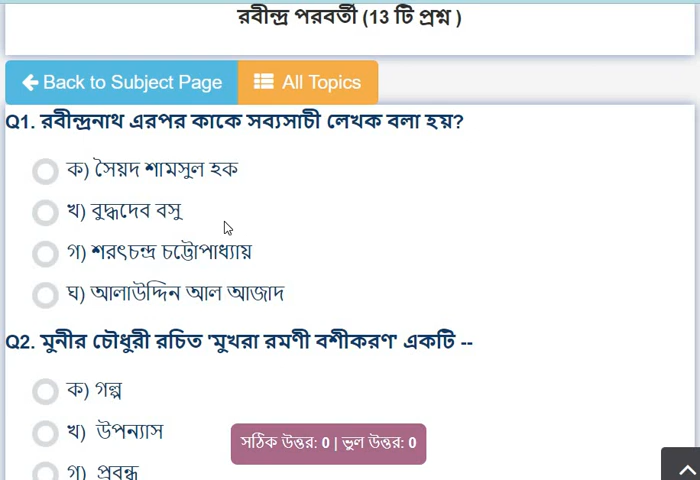 রবীন্দ্র পরবর্তী (13 টি প্রশ্ন )
Back to Subject Page
All Topics
Q1. রবীন্দ্রনাথ এরপর কাকে সব্যসাচী লেখক বলা হয়?
ক) সৈয়দ শামসুল হক
খ) বুদ্ধদেব বসু
গ) শরৎচন্দ্র চট্টোপাধ্যায়
ঘ) আলাউদ্দিন আল আজাদ
Q2. মুনীর চৌধুরী রচিত 'মুখরা রমণী বশীকরণ' একটি --
ক) গল্প
খ) উপন্যাস
সঠিক উত্তর: 0 | ভুল উত্তর: 0
গ) প্রবন্ধ